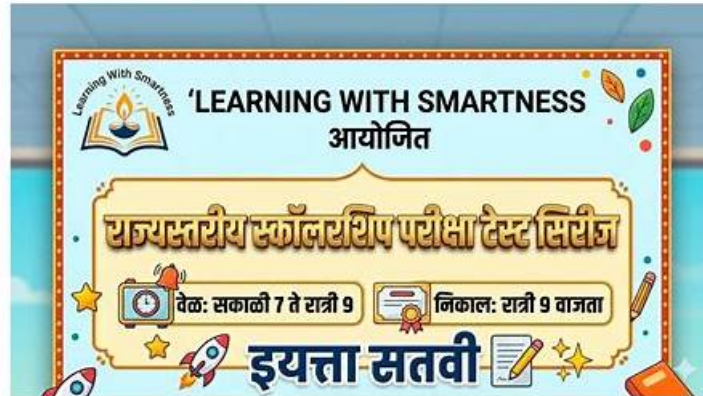 Learning With Smartness
‘LEARNING WITH SMARTNESS
आयोजित
राज्यस्तरीय स्कॉलरशिप परीक्षा टेस्ट सिरीज
वेळ: सकाळी 7 ते रात्री 9
निकाल: रात्री 9 वाजता
इयत्ता सतवी